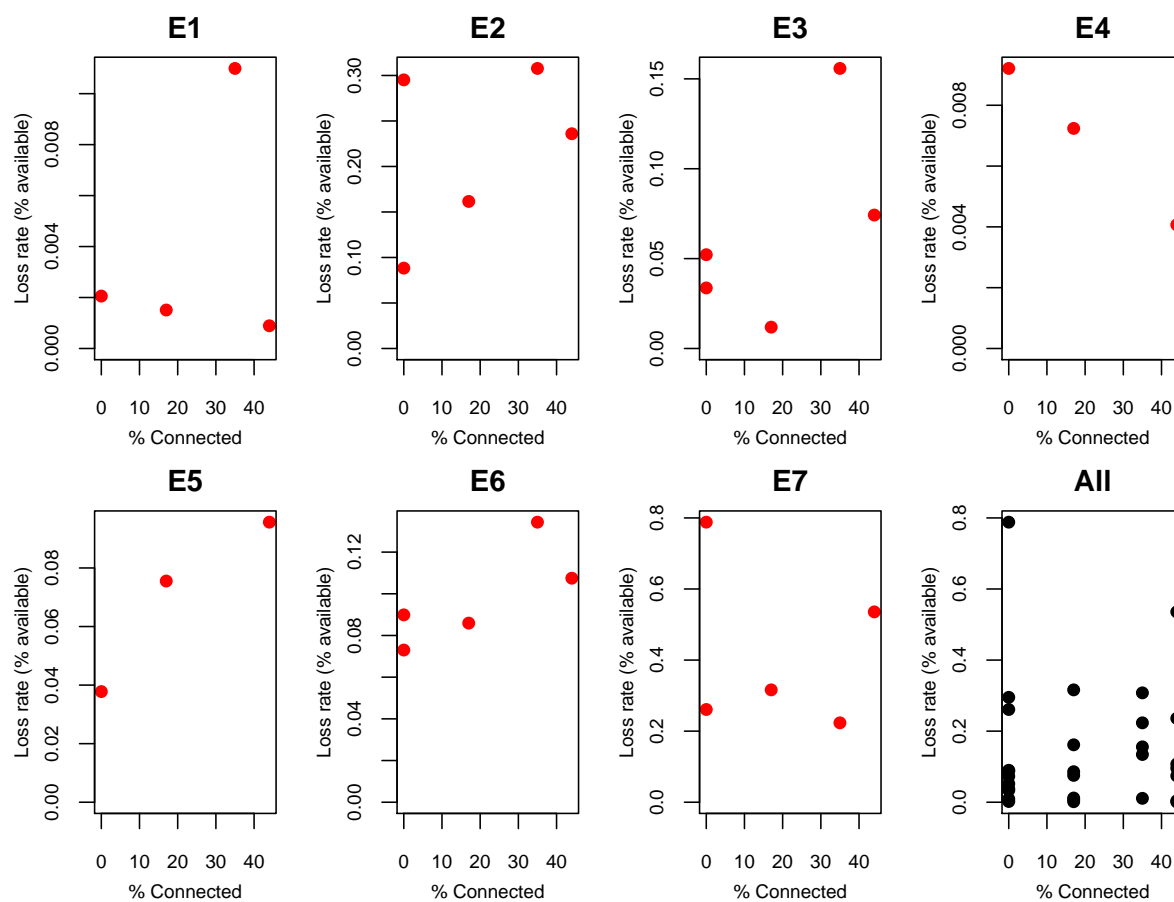 E1 E2 E3 E4
Loss rate (% available) Loss rate (% available) Loss rate (% available) Loss rate (% available)
0.000 0.004 0.008 0.00 0.10 0.20 0.30 0.00 0.05 0.10 0.15 0.000 0.004 0.008
0 10 20 30 40 0 10 20 30 40 0 10 20 30 40 0 10 20 30 40
% Connected % Connected % Connected % Connected
E5 E6 E7 All
Loss rate (% available) Loss rate (% available) Loss rate (% available) Loss rate (% available)
0.00 0.02 0.04 0.06 0.08 0.00 0.04 0.08 0.12 0.0 0.2 0.4 0.6 0.8 0.0 0.2 0.4 0.6 0.8
0 10 20 30 40 0 10 20 30 40 0 10 20 30 40 0 10 20 30 40
% Connected % Connected % Connected % Connected